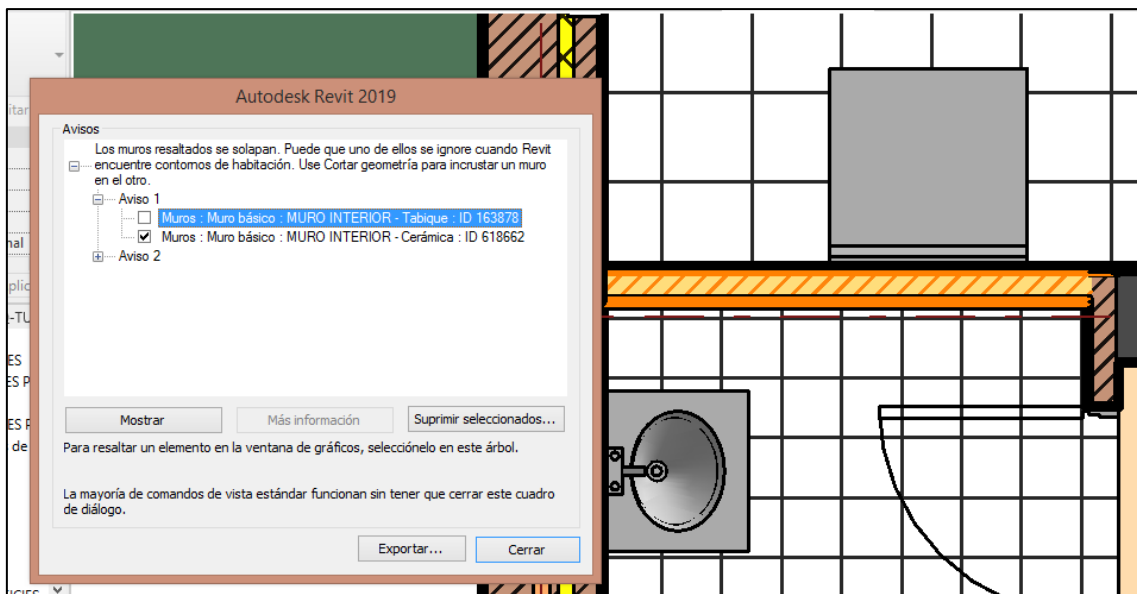 Autodesk Revit 2019
Avisos
Los muros resaltados se solapan. Puede que uno de ellos se ignore cuando Revit
encuentre contornos de habitación. Use Cortar geometría para incrustar un muro
en el otro.
Aviso 1
Muros : Muro básico : MURO INTERIOR - Tabique : ID 163878
Muros : Muro básico : MURO INTERIOR - Cerámica : ID 618662
Aviso 2
Mostrar
Más información
Suprimir seleccionados...
Para resaltar un elemento en la ventana de gráficos, selecciónelo en este árbol.
La mayoría de comandos de vista estándar funcionan sin tener que cerrar este cuadro
de diálogo.
Exportar...
Cerrar